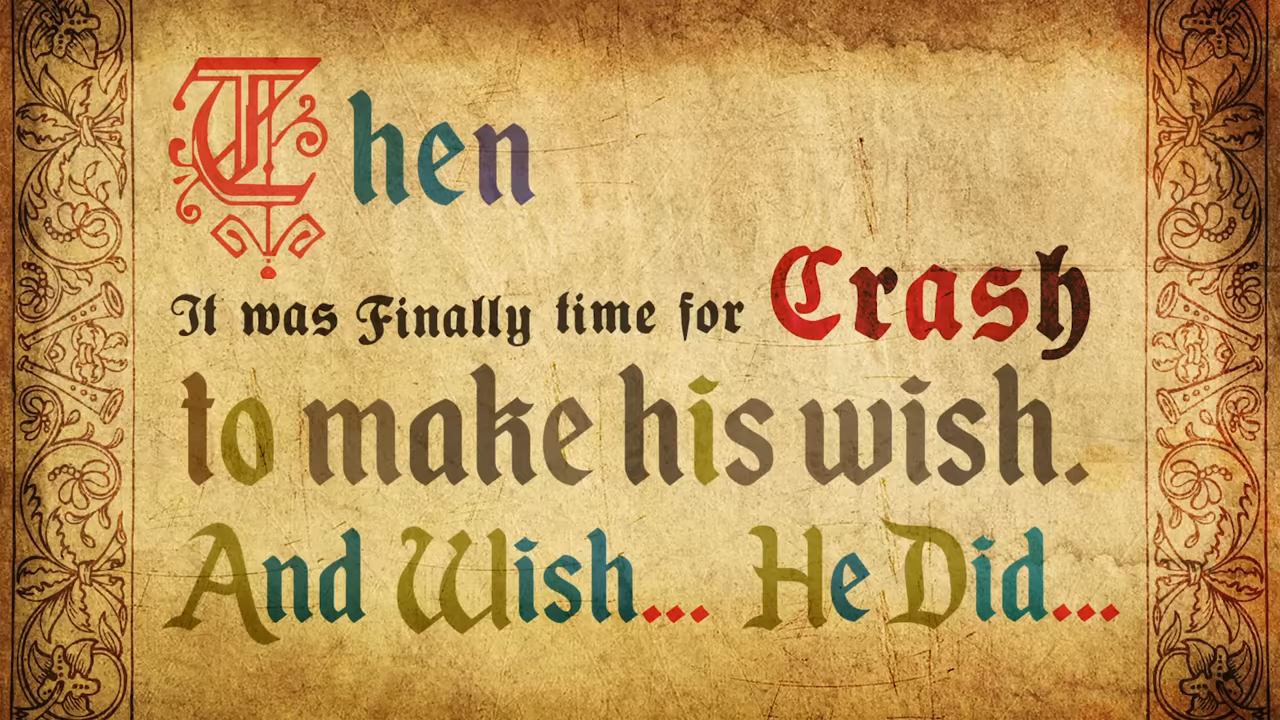 Then
It was Finally time for Crash
to make his wish.
And Wish... He Did...